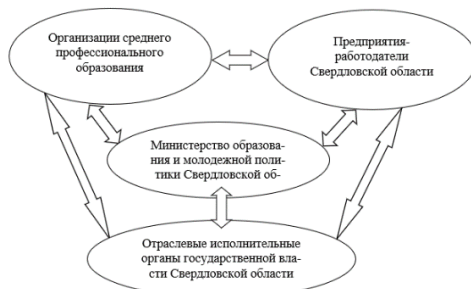 Организации среднего
профессионального
образования
Предприятия-
работодатели
Свердловской области
Министерство образова-
ния и молодежной поли-
тики Свердловской об-
Отраслевые исполнительные
органы государственной вла-
сти Свердловской области